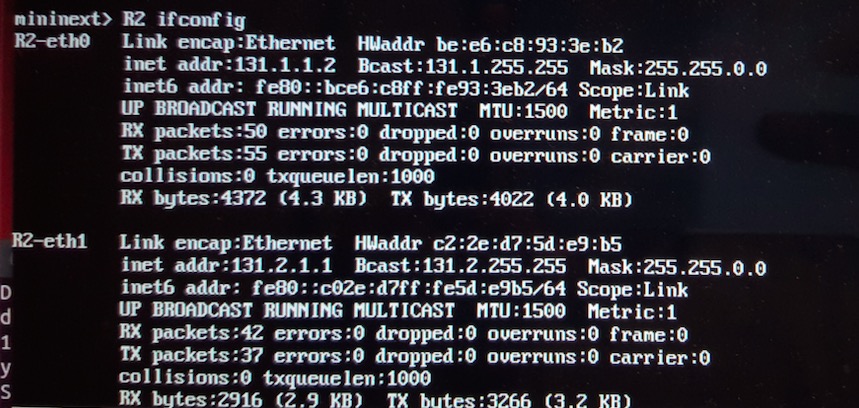 mininext> R2 ifconfig
R2-eth0 Link encap:Ethernet HWaddr be:e6:c8:93:3e:b2
inet addr:131.1.1.2 Bcast:131.1.255.255 Mask:255.255.0.0
inet6 addr: fe80::bce6:c8ff:fe93:3eb2/64 Scope:Link
UP BROADCAST RUNNING MULTICAST MTU:1500 Metric:1
RX packets:50 errors:0 dropped:0 overruns:0 frame:0
TX packets:55 errors:0 dropped:0 overruns:0 carrier:0
collisions:0 txqueuelen:1000
RX bytes:4372 (4.3 KB) TX bytes:4022 (4.0 KB)
R2-eth1 Link encap:Ethernet HWaddr c2:2e:d7:5d:e9:b5
inet addr:131.2.1.1 Bcast:131.2.255.255 Mask:255.255.0.0
inet6 addr: fe80::c02e:d7ff:fe5d:e9b5/64 Scope:Link
D
UP BROADCAST RUNNING MULTICAST MTU:1500 Metric:1
d
RX packets:42 errors:0 dropped:0 overruns:0 frame:0
1
TX packets:37 errors:0 dropped:0 overruns:0 carrier:0
y
collisions:0 txqueuelen:1000
S
RX bytes:2916 (2.9 KB) TX bytes:3266 (3.2 KB)